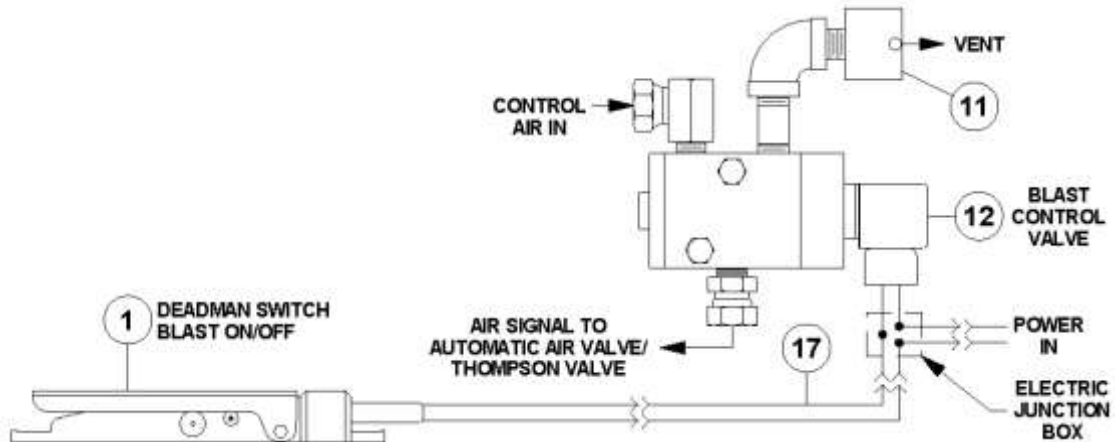 VENT
11
CONTROL
AIR IN
12
BLAST
CONTROL
VALVE
1
DEADMAN SWITCH
BLAST ON/OFF
AIR SIGNAL TO
AUTOMATIC AIR VALVE/
THOMPSON VALVE
17
POWER
IN
ELECTRIC
JUNCTION
BOX